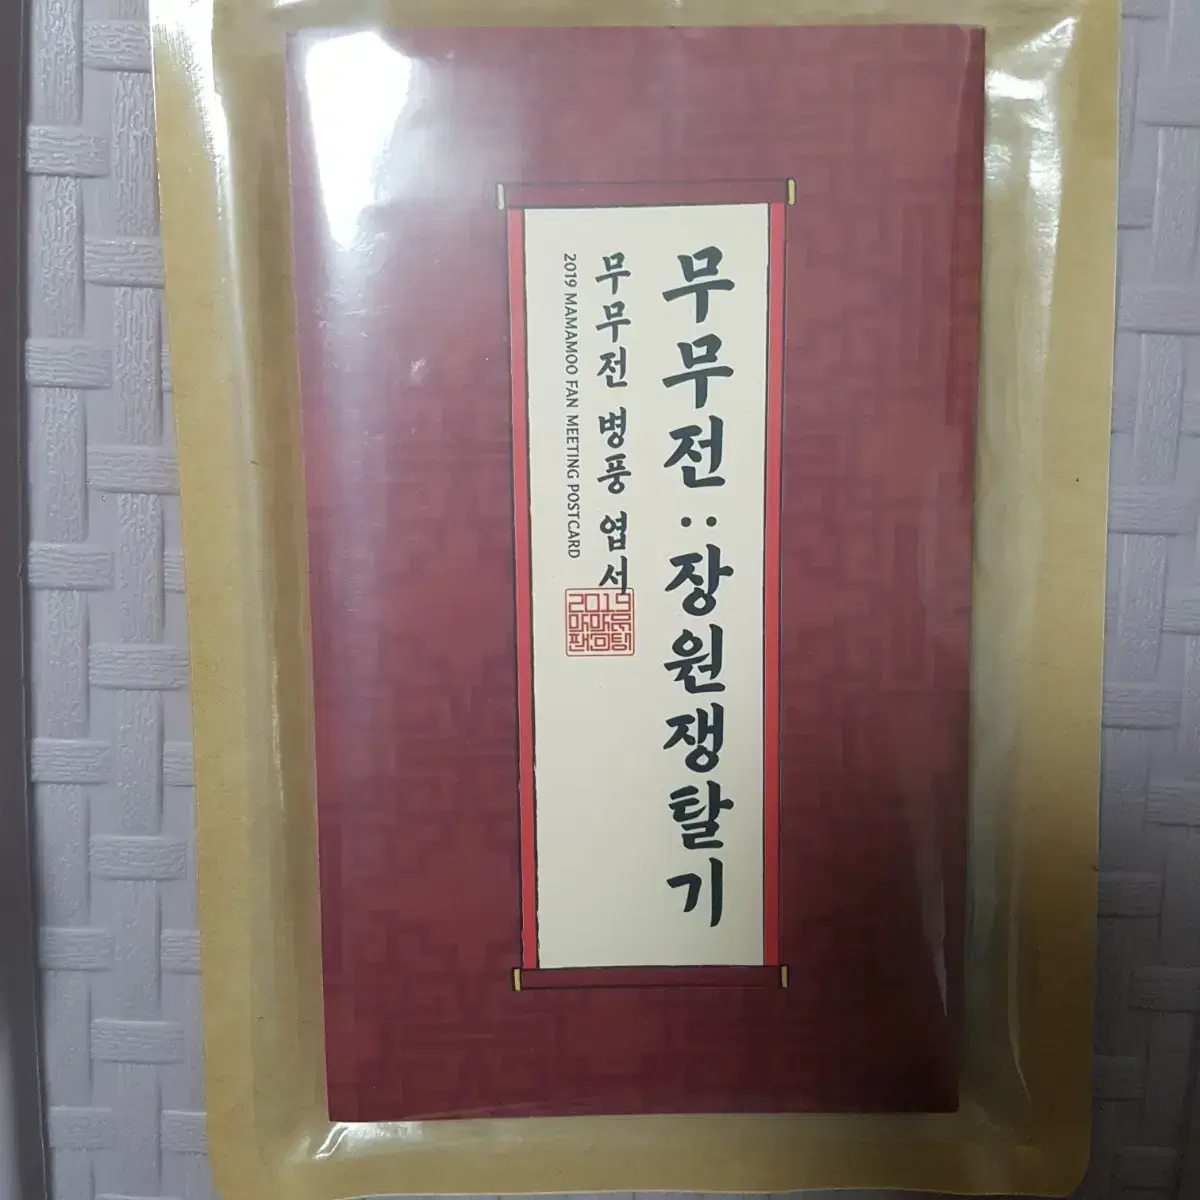 무무전 : 장원쟁탈기
무무전 병풍 엽서
2019 MAMAMOO FAN MEETING POSTCARD
2019
마마무
팬미팅